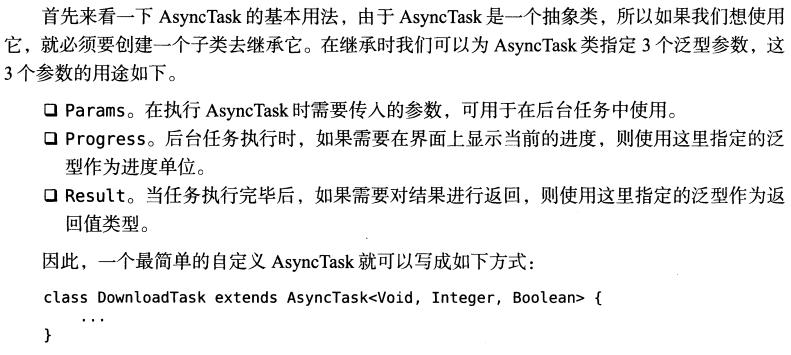 首先来看一下 AsyncTask 的基本用法，由于 AsyncTask 是一个抽象类，所以如果我们想使用
它，就必须要创建一个子类去继承它。在继承时我们可以为 AsyncTask 类指定 3 个泛型参数，这
3 个参数的用途如下。
❑ Params。在执行 AsyncTask 时需要传入的参数，可用于在后台任务中使用。
❑ Progress。后台任务执行时，如果需要在界面上显示当前的进度，则使用这里指定的泛
型作为进度单位。
❑ Result。当任务执行完毕后，如果需要对结果进行返回，则使用这里指定的泛型作为返
回值类型。
因此，一个最简单的自定义 AsyncTask 就可以写成如下方式：
class DownloadTask extends AsyncTask<Void, Integer, Boolean> {
...
}